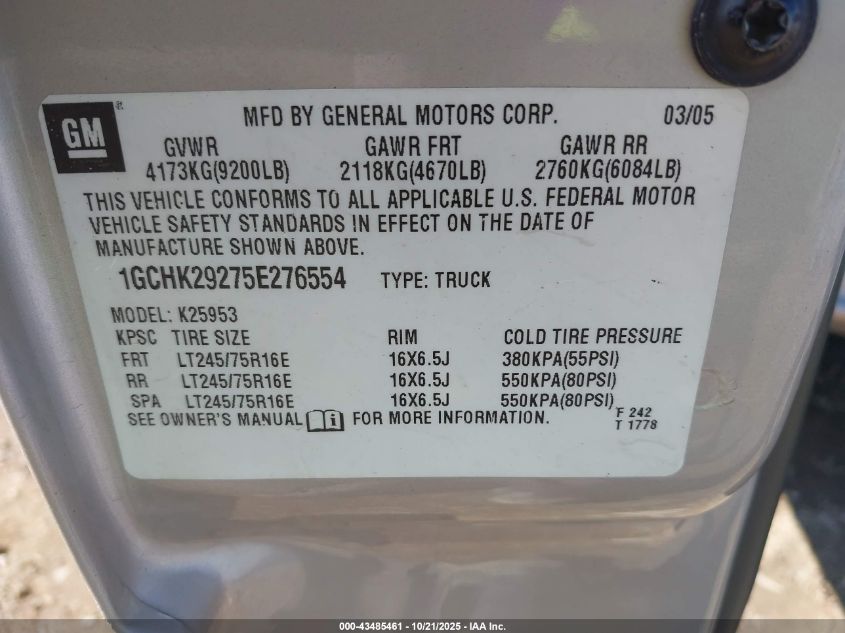 GM ®
MFD BY GENERAL MOTORS CORP. 03/05
GVWR GAWR FRT GAWR RR
4173KG(9200LB) 2118KG(4670LB) 2760KG(6084LB)
THIS VEHICLE CONFORMS TO ALL APPLICABLE U.S. FEDERAL MOTOR
VEHICLE SAFETY STANDARDS IN EFFECT ON THE DATE OF
MANUFACTURE SHOWN ABOVE.
1GCHK29275E276554 TYPE: TRUCK
MODEL: K25953
KPSC TIRE SIZE RIM COLD TIRE PRESSURE
FRT LT245/75R16E 16X6.5J 380KPA(55PSI)
RR LT245/75R16E 16X6.5J 550KPA(80PSI)
SPA LT245/75R16E 16X6.5J 550KPA(80PSI)
SEE OWNER'S MANUAL i FOR MORE INFORMATION.
F 242
T 1778
000-43485461 - 10/21/2025 - IAA Inc.